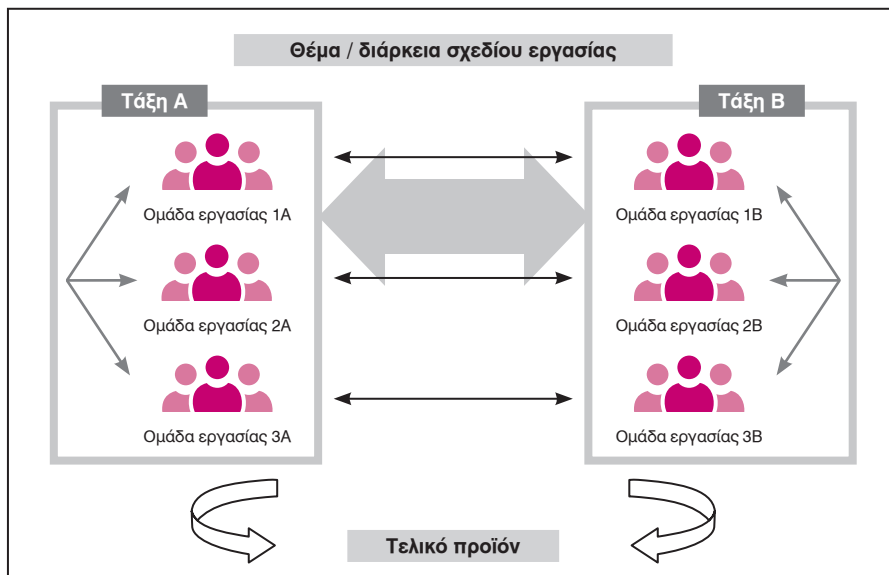 Θέμα / διάρκεια σχεδίου εργασίας
Τάξη Α
Τάξη Β
Ομάδα εργασίας 1Α
Ομάδα εργασίας 1Β
Ομάδα εργασίας 2Α
Ομάδα εργασίας 2Β
Ομάδα εργασίας 3Α
Ομάδα εργασίας 3Β
Τελικό προϊόν